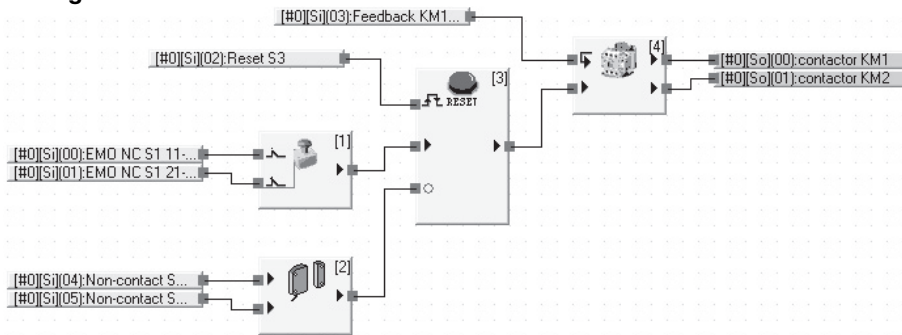 [#0][Si](03):Feedback KM1...
[4]
[#0][Si](02):Reset S3
[#0][So](00):contactor KM1
[#0][So](01):contactor KM2
[3]
RESET
[1]
[#0][Si](00):EMO NC S1 11-...
[#0][Si](01):EMO NC S1 21-...
[2]
[#0][Si](04):Non-contact S...
[#0][Si](05):Non-contact S...